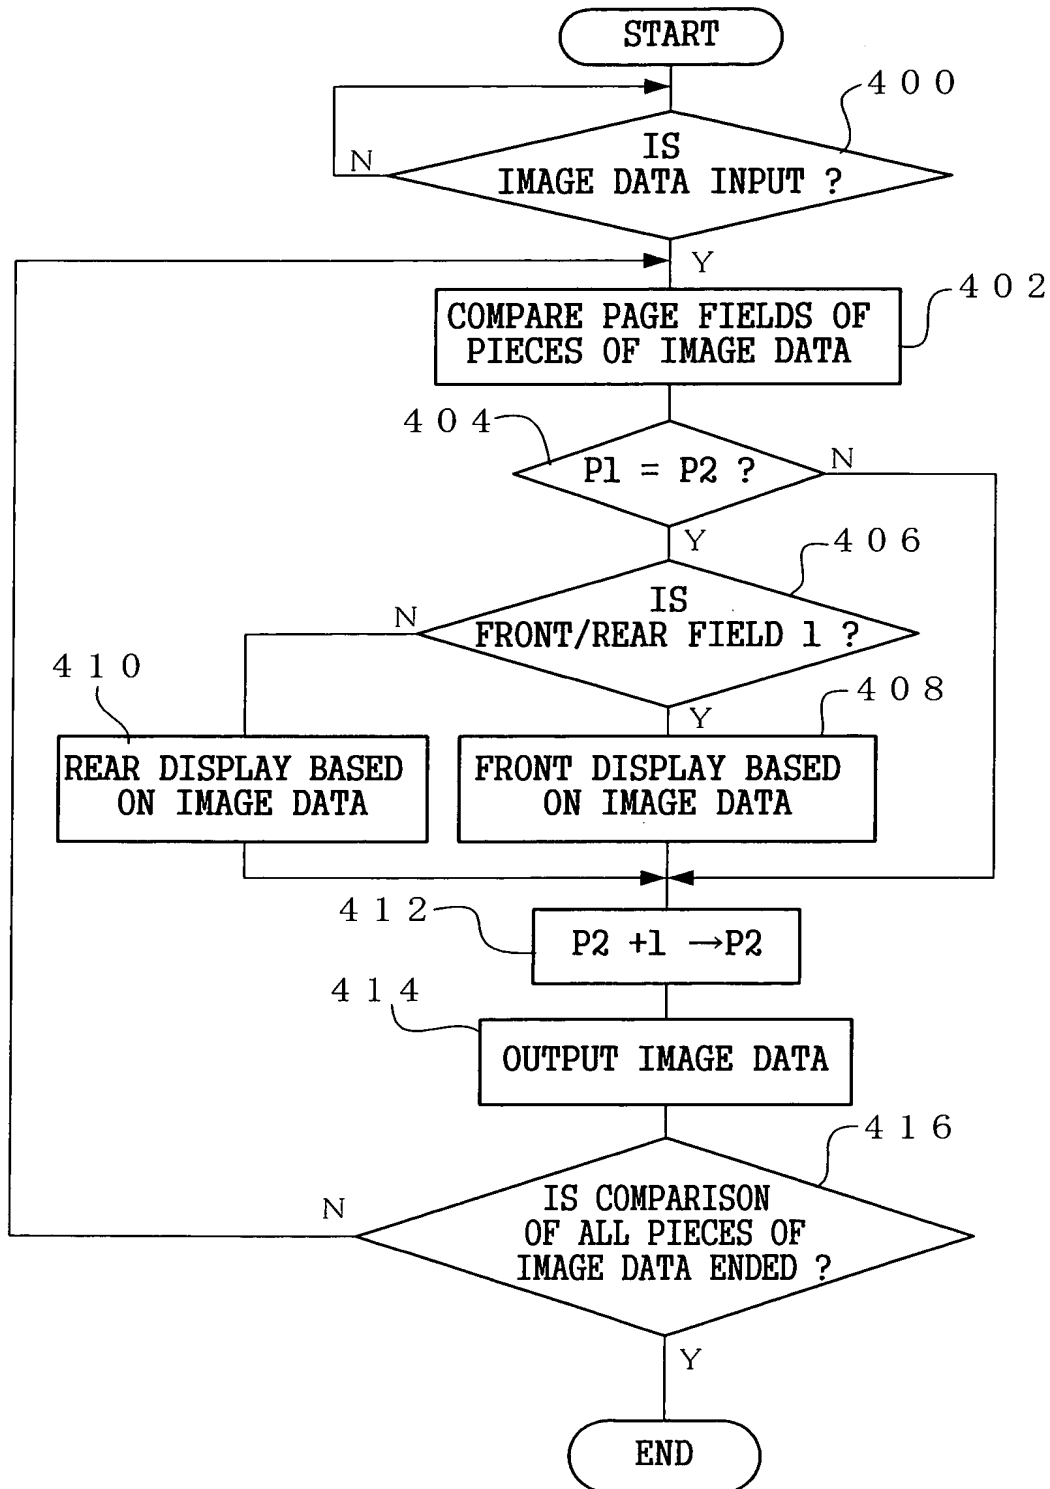 START
４００
N
IS
IMAGE DATA INPUT ?
Y
４０２
COMPARE PAGE FIELDS OF
PIECES OF IMAGE DATA
４０４
P1 = P2 ?
N
Y
４０６
N
IS
FRONT/REAR FIELD 1 ?
４１０
Y
４０８
REAR DISPLAY BASED
ON IMAGE DATA
FRONT DISPLAY BASED
ON IMAGE DATA
４１２
P2 +1 →P2
４１４
OUTPUT IMAGE DATA
４１６
N
IS COMPARISON
OF ALL PIECES OF
IMAGE DATA ENDED ?
Y
END